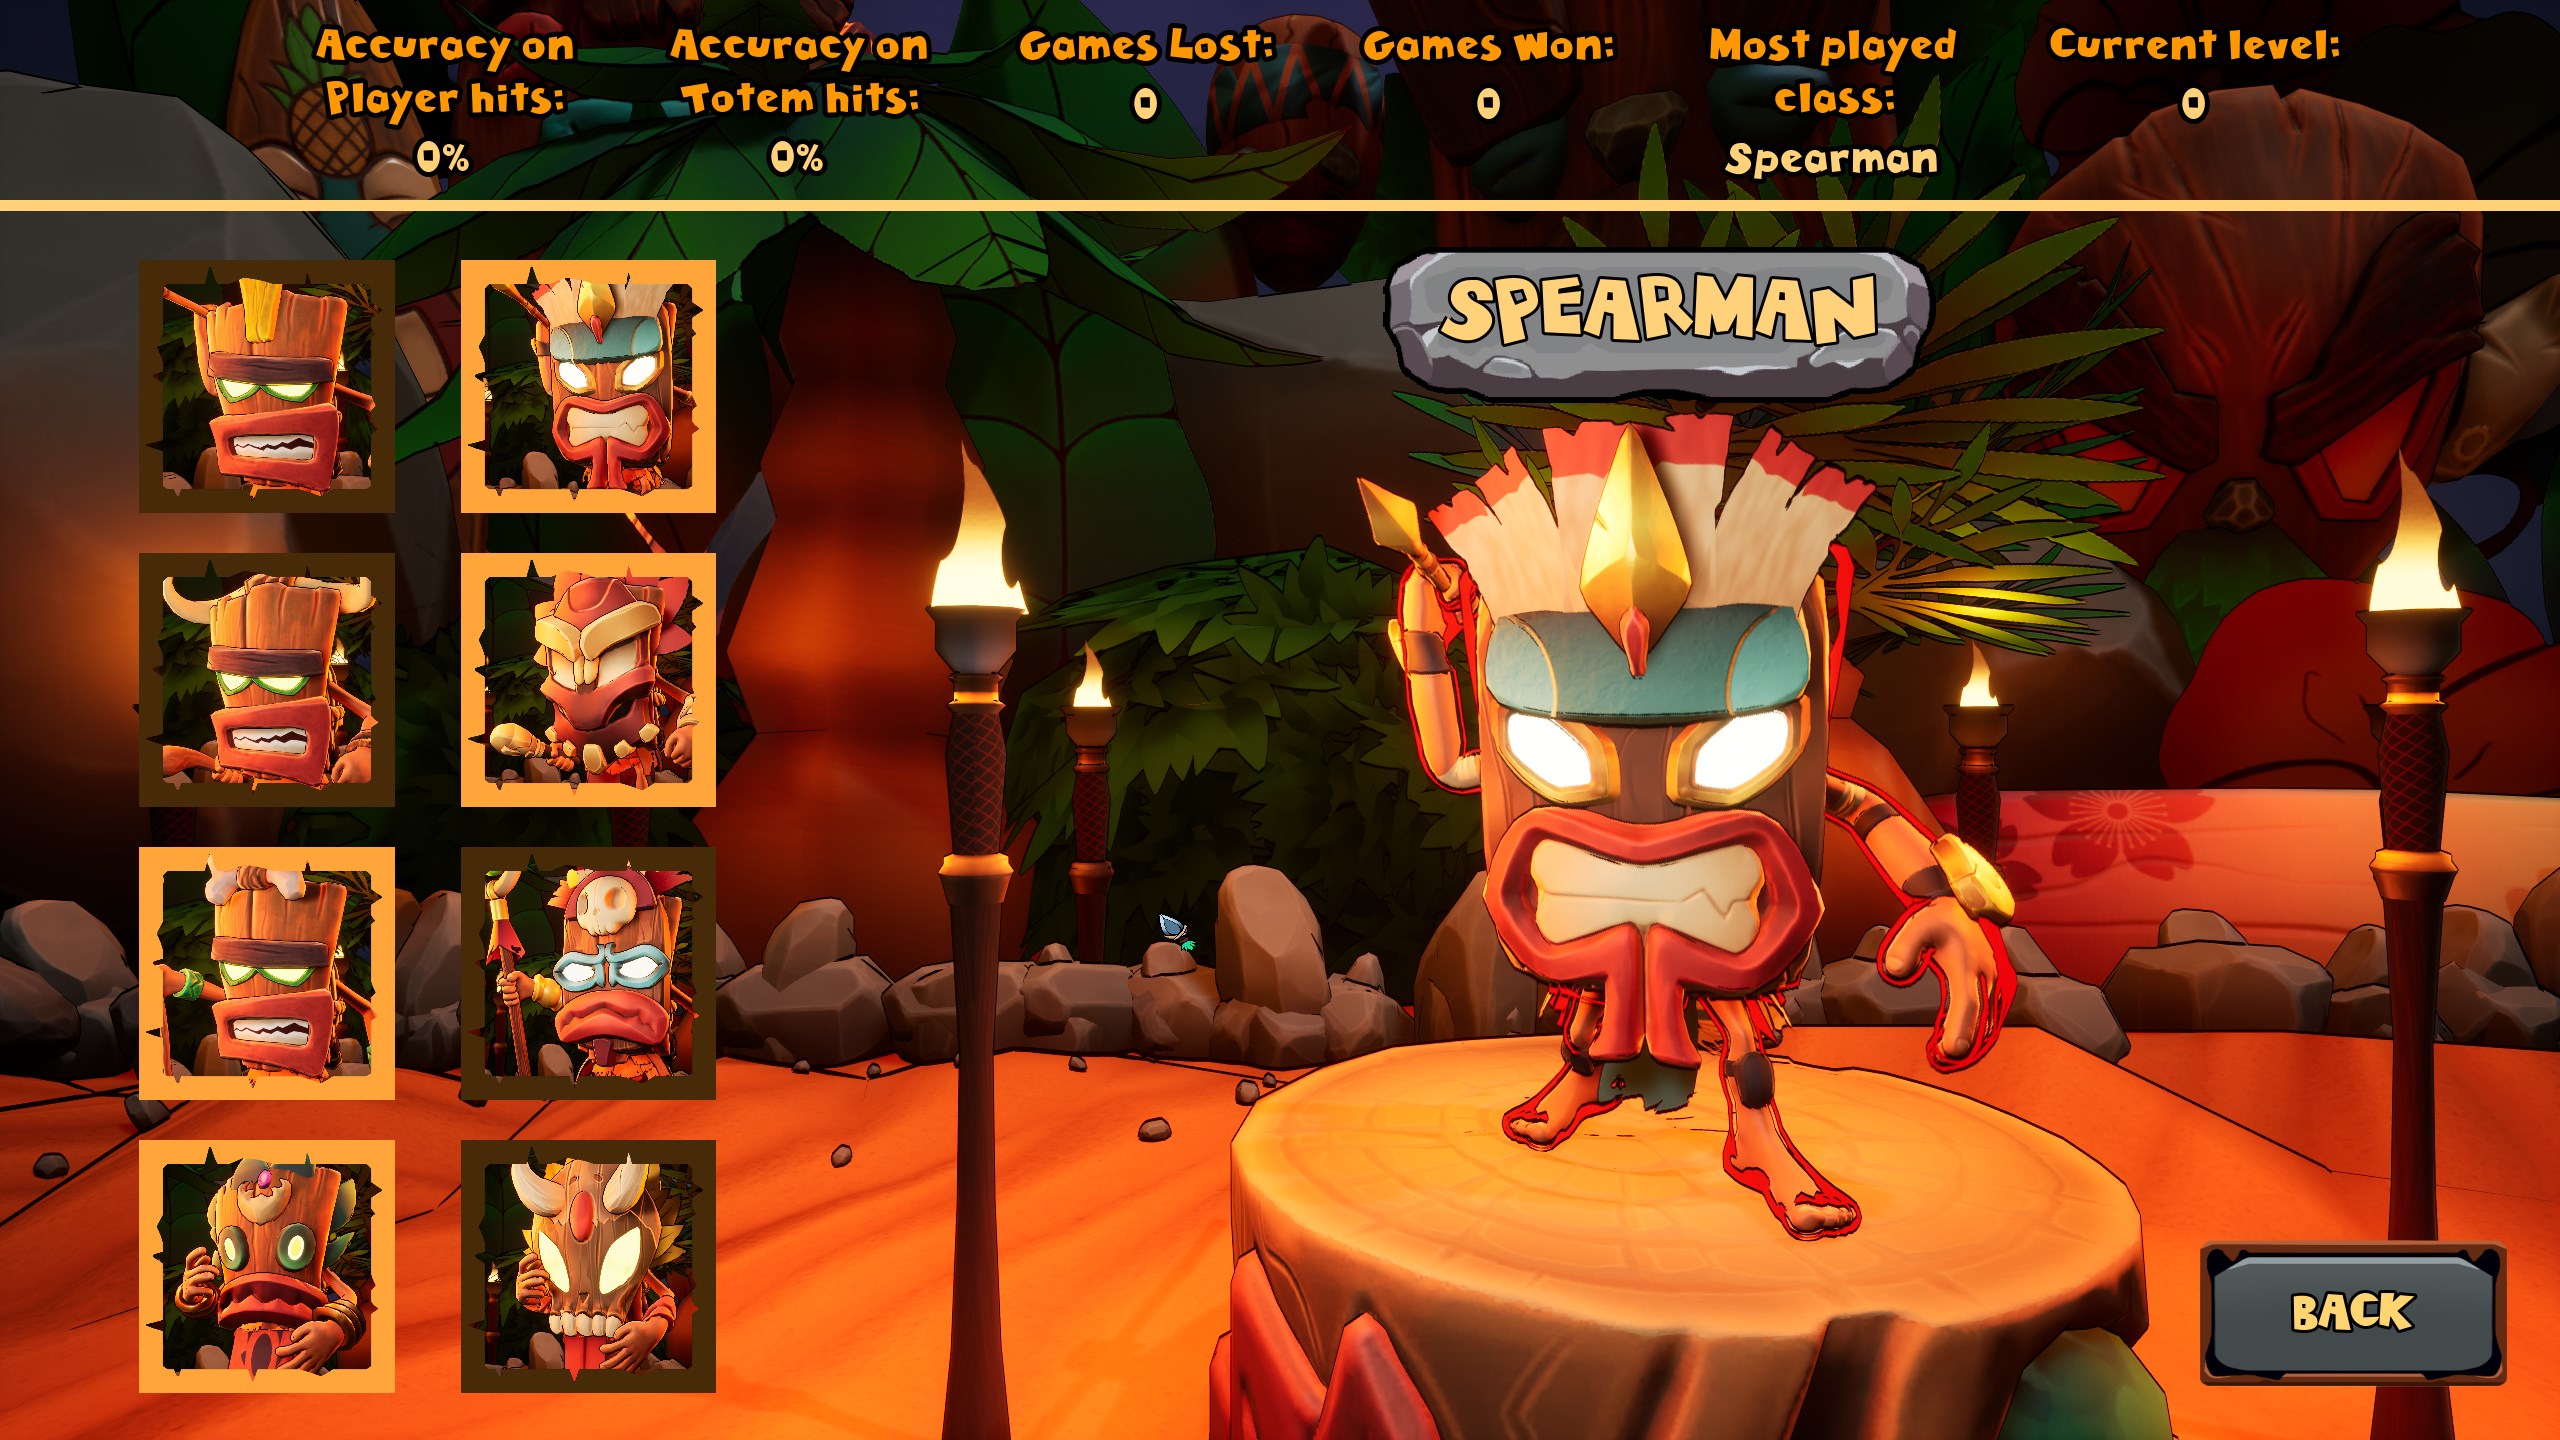 Accuracy on
Player hits:
0%
Accuracy on
Totem hits:
0%
Games Lost:
0
Games Won:
0
Most played
class:
Spearman
Current level:
0
SPEARMAN
BACK